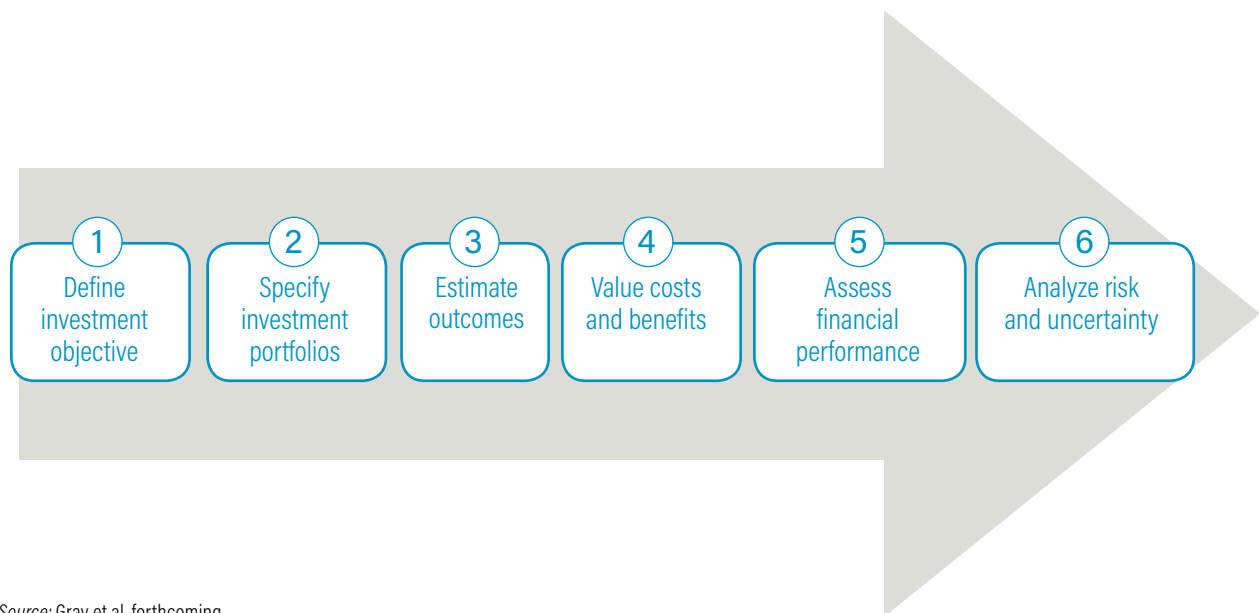 1
Define
investment
objective
2
Specify
investment
portfolios
3
Estimate
outcomes
4
Value costs
and benefits
5
Assess
financial
performance
6
Analyze risk
and uncertainty
Source: Gray et al. forthcoming